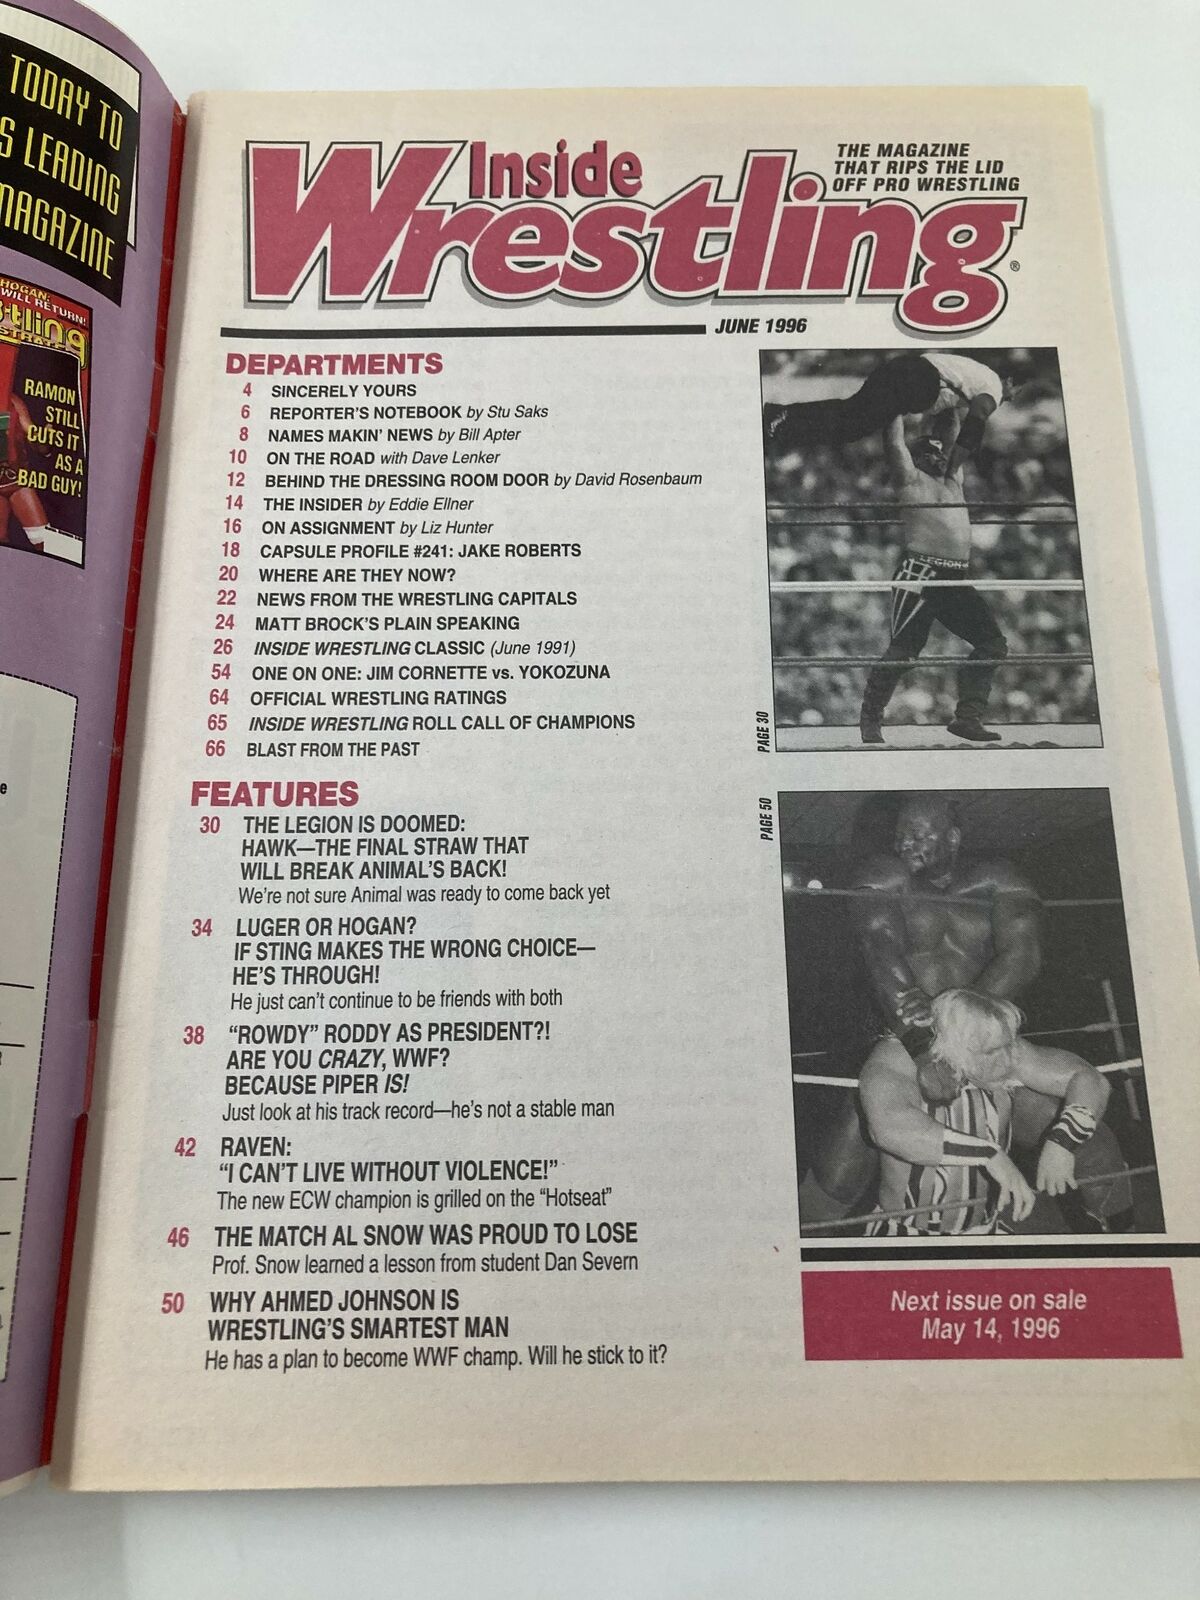 TODAY TO
S LEADING
MAGAZINE
HOGAN:
WILL RETURN!
RAMON
STILL
CUTS IT
AS A
BAD GUY!
Inside
Wrestling®
THE MAGAZINE
THAT RIPS THE LID
OFF PRO WRESTLING
JUNE 1996
DEPARTMENTS
4 SINCERELY YOURS
6 REPORTER'S NOTEBOOK by Stu Saks
8 NAMES MAKIN' NEWS by Bill Apter
10 ON THE ROAD with Dave Lenker
12 BEHIND THE DRESSING ROOM DOOR by David Rosenbaum
14 THE INSIDER by Eddie Ellner
16 ON ASSIGNMENT by Liz Hunter
18 CAPSULE PROFILE #241: JAKE ROBERTS
20 WHERE ARE THEY NOW?
22 NEWS FROM THE WRESTLING CAPITALS
24 MATT BROCK'S PLAIN SPEAKING
26 INSIDE WRESTLING CLASSIC (June 1991)
54 ONE ON ONE: JIM CORNETTE vs. YOKOZUNA
64 OFFICIAL WRESTLING RATINGS
65 INSIDE WRESTLING ROLL CALL OF CHAMPIONS
66 BLAST FROM THE PAST
LEGION
PAGE 30
FEATURES
30 THE LEGION IS DOOMED:
HAWK—THE FINAL STRAW THAT
WILL BREAK ANIMAL'S BACK!
We're not sure Animal was ready to come back yet
34 LUGER OR HOGAN?
IF STING MAKES THE WRONG CHOICE—
HE'S THROUGH!
He just can't continue to be friends with both
38 "ROWDY" RODDY AS PRESIDENT?!
ARE YOU CRAZY, WWF?
BECAUSE PIPER IS!
Just look at his track record—he's not a stable man
42 RAVEN:
"I CAN'T LIVE WITHOUT VIOLENCE!"
The new ECW champion is grilled on the "Hotseat"
46 THE MATCH AL SNOW WAS PROUD TO LOSE
Prof. Snow learned a lesson from student Dan Severn
50 WHY AHMED JOHNSON IS
WRESTLING'S SMARTEST MAN
He has a plan to become WWF champ. Will he stick to it?
PAGE 50
Next issue on sale
May 14, 1996